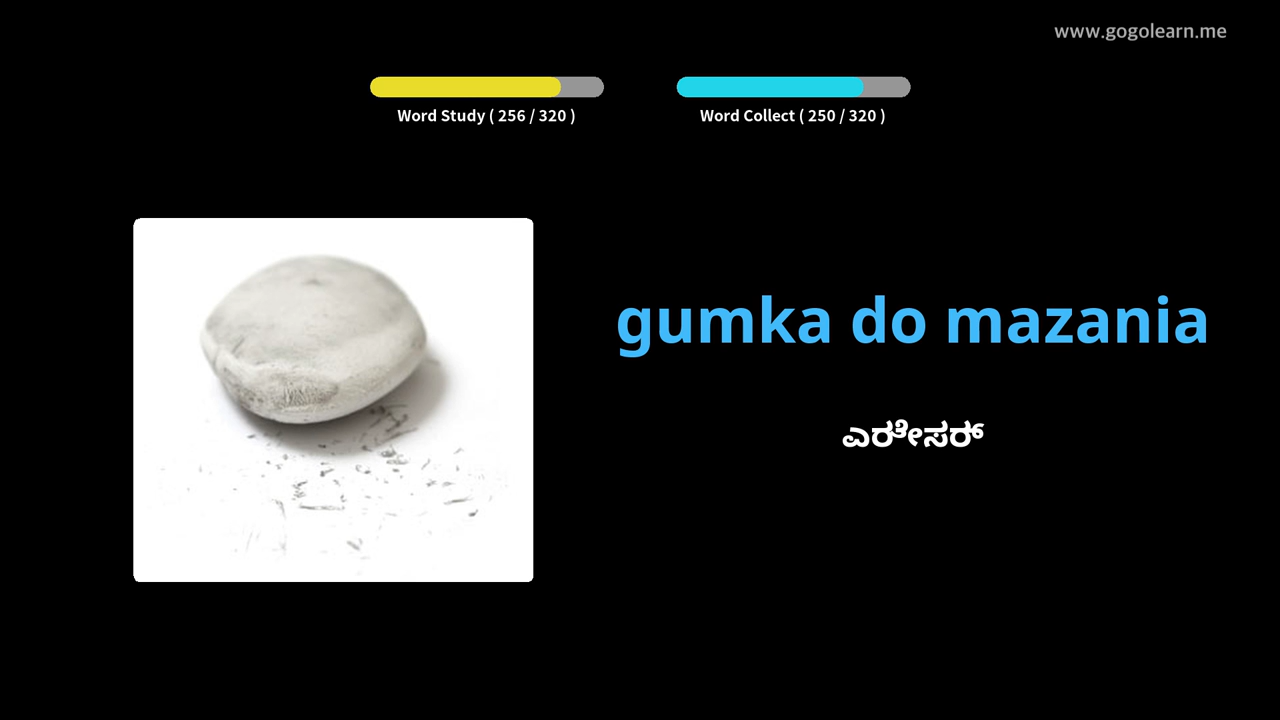 www.gogolearn.me
Word Study ( 256 / 320 )
Word Collect ( 250 / 320 )
gumka do mazania
ಎರೇಸರ್